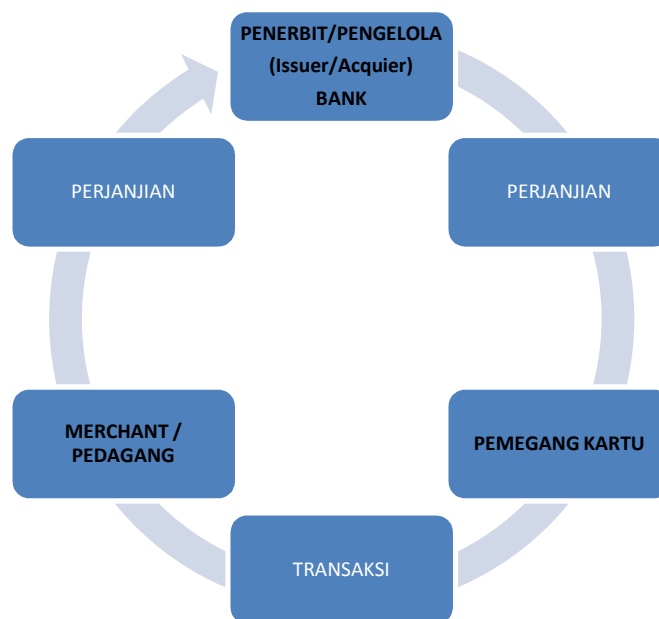 PENERBIT/PENGELOLA
(Issuer/Acquier)
BANK
PERJANJIAN
PERJANJIAN
MERCHANT /
PEDAGANG
PEMEGANG KARTU
TRANSAKSI